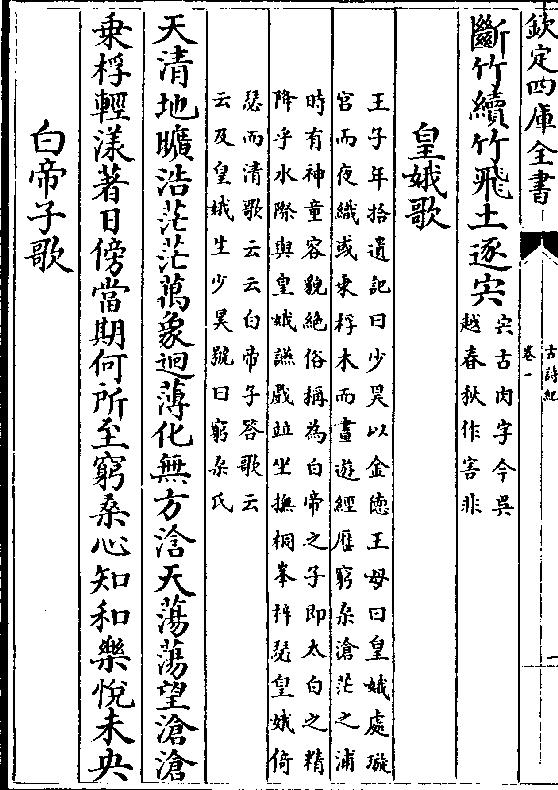 欽定四庫全書
古詩紀
卷一
斷竹續竹飛土逐宍
宍古肉字今吳
越春秋作害非
皇娥歌
王子年拾遺記曰少昊以金德王母曰皇娥處璇
宮而夜織或乘桴木而晝遊經歴窮桑滄茫之浦
時有神童容貌絶俗稱為白帝之子即太白之精
降乎水際與皇娥讌戲並坐撫桐峯梓瑟皇娥倚
瑟而清歌云云白帝子答歌云
云及皇娥生少昊號曰窮桑氏
天清地曠浩茫茫萬象迴薄化無方浛天蕩蕩望滄滄
乗桴輕漾著日傍當期何所至窮桑心知和樂悅未央
白帝子歌